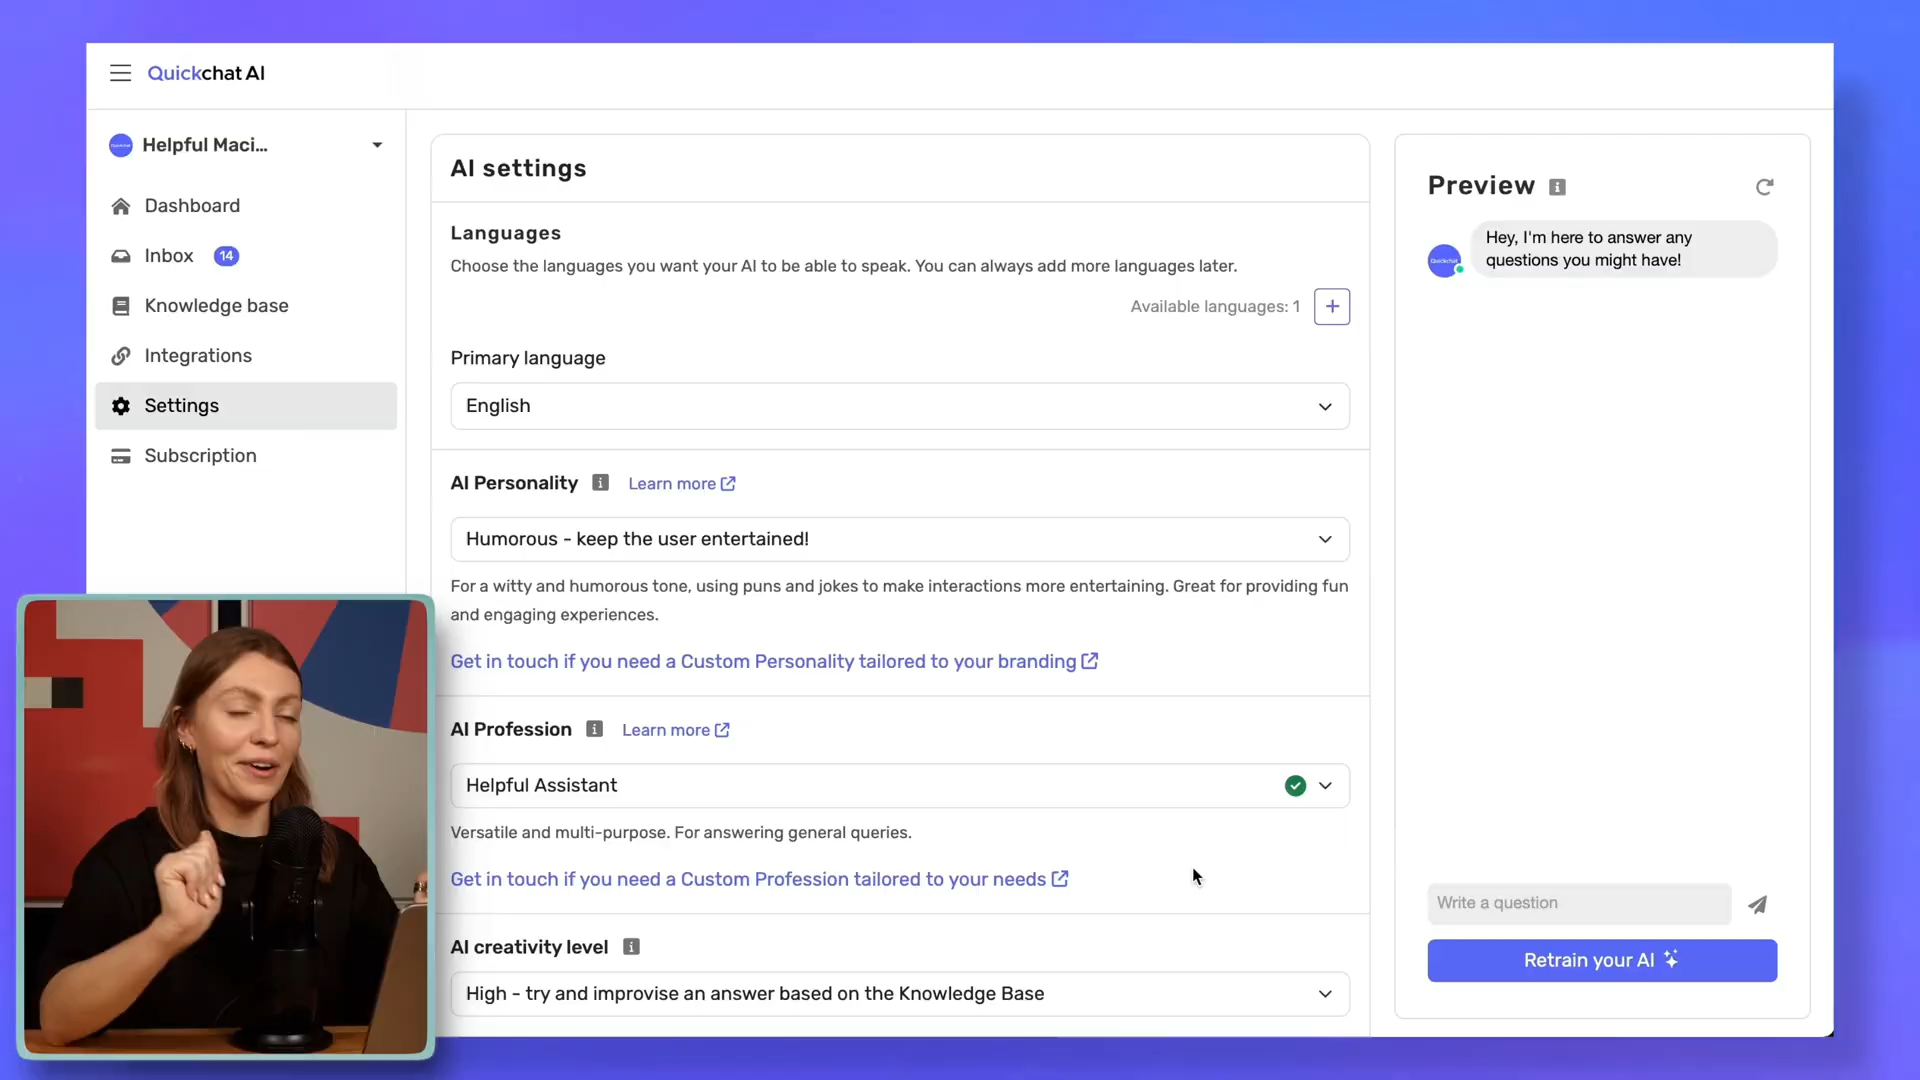 Quickchat AI
Helpful Maci...
Dashboard
Inbox 14
Knowledge base
Integrations
Settings
Subscription
AI settings
Languages
Choose the languages you want your AI to be able to speak. You can always add more languages later.
Available languages: 1
Primary language
English
AI Personality Learn more
Humorous - keep the user entertained!
For a witty and humorous tone, using puns and jokes to make interactions more entertaining. Great for providing fun
and engaging experiences.
Get in touch if you need a Custom Personality tailored to your branding
AI Profession Learn more
Helpful Assistant
Versatile and multi-purpose. For answering general queries.
Get in touch if you need a Custom Profession tailored to your needs
AI creativity level
High - try and improvise an answer based on the Knowledge Base
Preview
Hey, I'm here to answer any
questions you might have!
Write a question
Retrain your AI